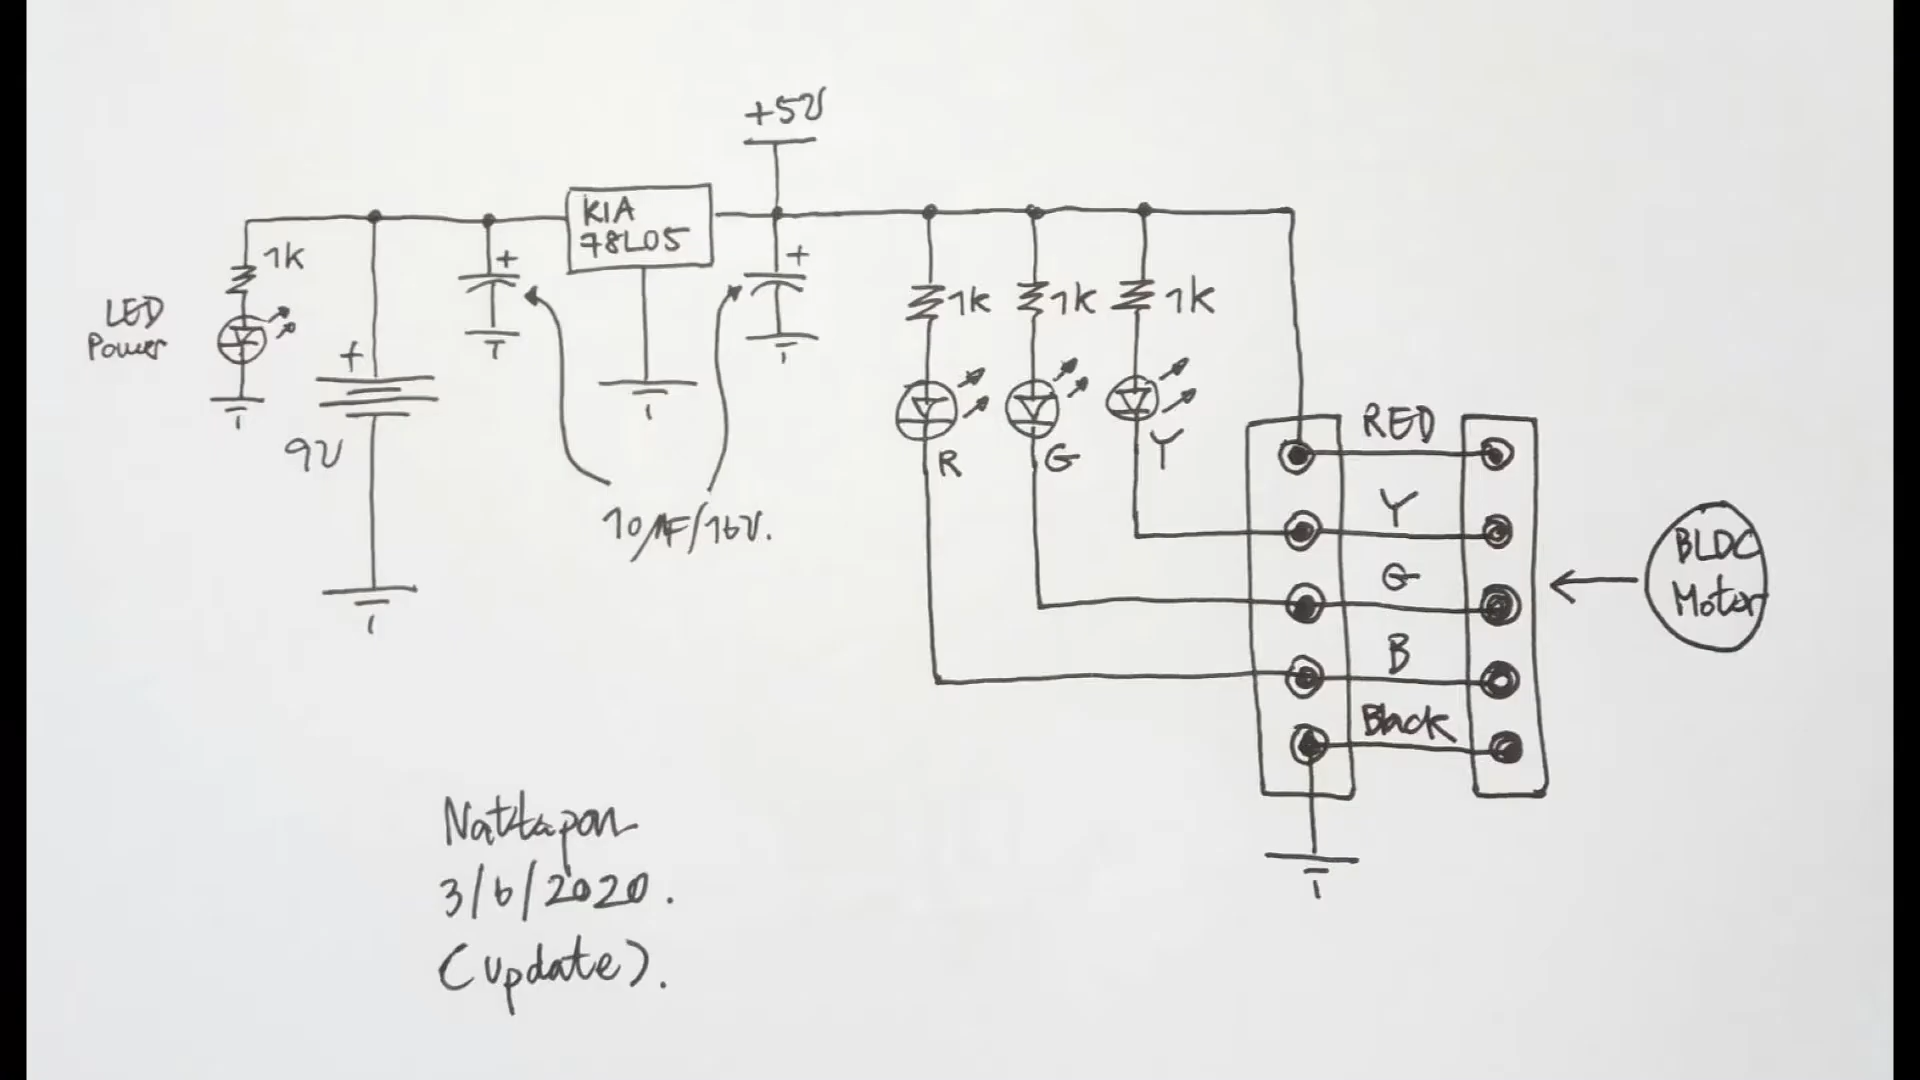 +5V
KIA
78L05
1K
+
+
LED
Power
1K
1K
1K
+
RED
9V
R
G
Y
Y
10µF/16V.
BLDC
Motor
G
B
Black
Nattapon
3/6/2020.
(update).